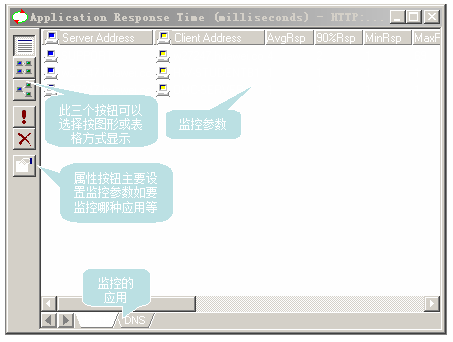 Application Response Time (milliseconds) - HTTP:...
Server Address Client Address AvgRsp 90%Rsp MinRsp MaxR
此三个按钮可以
选择按图形或表
格方式显示
监控参数
属性按钮主要设
置监控参数如要
监控哪种应用等
监控的
应用
DNS